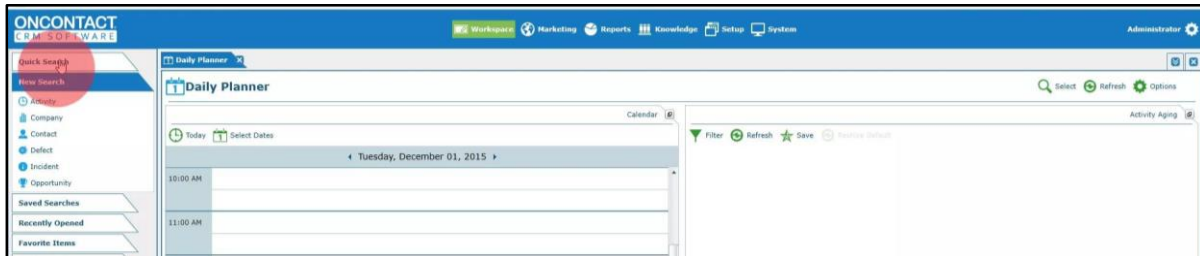 ONCONTACT
CRM SOFTWARE
Workspace Marketing Reports Knowledge Setup System
Administrator
Quick Search
New Search
Activity
Company
Contact
Defect
Incident
Opportunity
Saved Searches
Recently Opened
Favorite Items
Daily Planner X
Daily Planner
Select Refresh Options
Calendar
Today 1 Select Dates
Tuesday, December 01, 2015
10:00 AM
11:00 AM
Activity Aging
Filter Refresh Save Restore Default